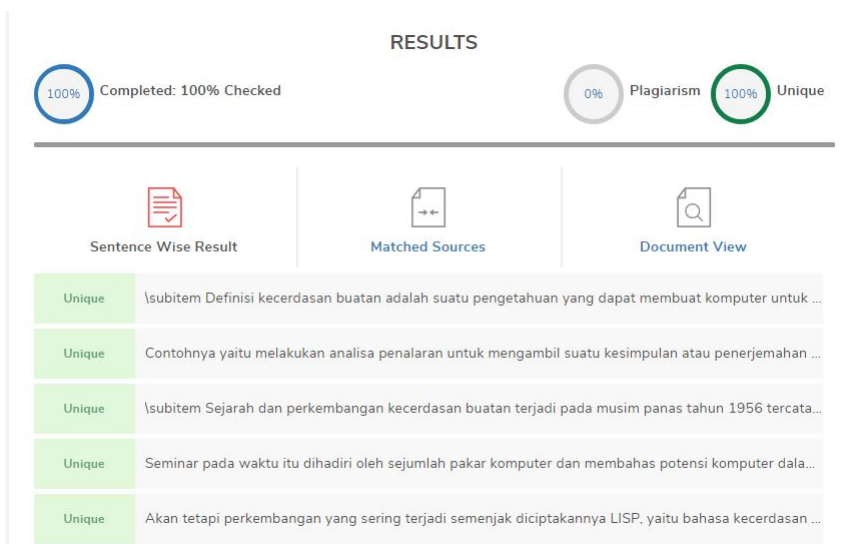 RESULTS
100% Completed: 100% Checked 0% Plagiarism 100% Unique
Sentence Wise Result Matched Sources Document View
Unique \subitem Definisi kecerdasan buatan adalah suatu pengetahuan yang dapat membuat komputer untuk ...
Unique Contohnya yaitu melakukan analisa penalaran untuk mengambil suatu kesimpulan atau penerjemahan ...
Unique \subitem Sejarah dan perkembangan kecerdasan buatan terjadi pada musim panas tahun 1956 tercata...
Unique Seminar pada waktu itu dihadiri oleh sejumlah pakar komputer dan membahas potensi komputer dala...
Unique Akan tetapi perkembangan yang sering terjadi semenjak diciptakannya LISP, yaitu bahasa kecerdasan ...